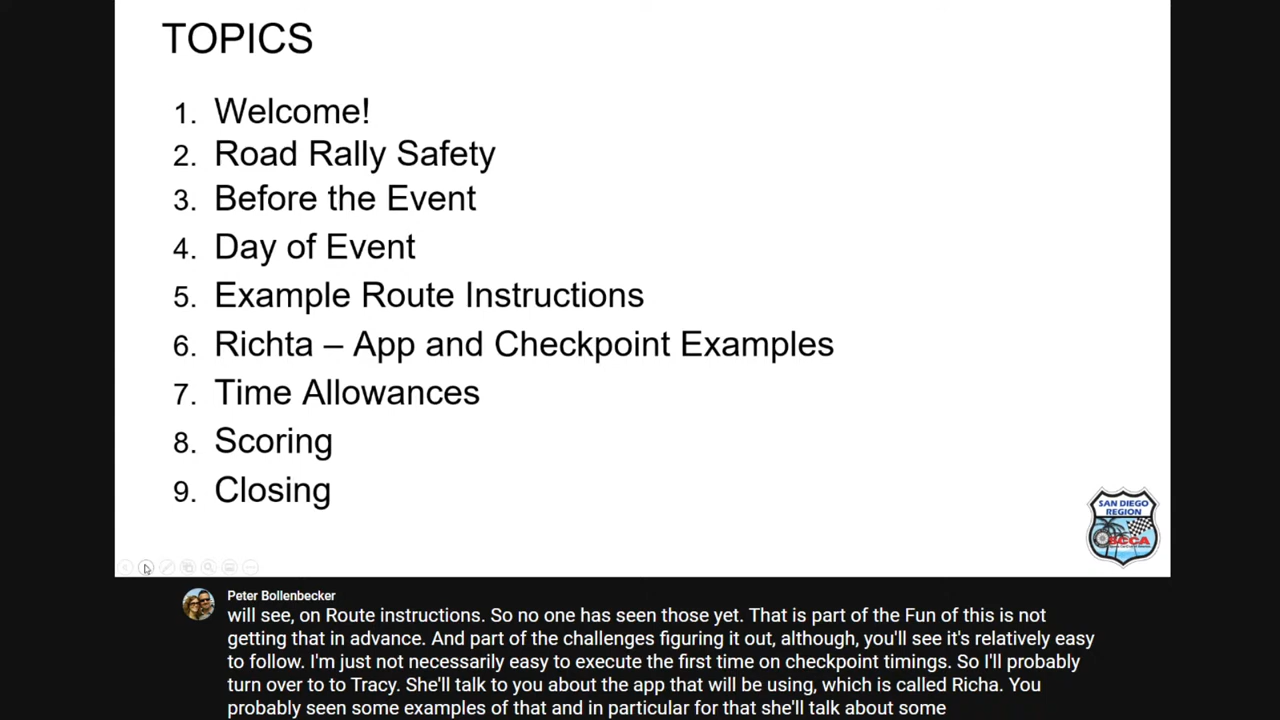 TOPICS
1. Welcome!
2. Road Rally Safety
3. Before the Event
4. Day of Event
5. Example Route Instructions
6. Richta – App and Checkpoint Examples
7. Time Allowances
8. Scoring
9. Closing
SAN DIEGO
REGION
SCCA
Peter Bollenbecker
will see, on Route instructions. So no one has seen those yet. That is part of the Fun of this is not
getting that in advance. And part of the challenges figuring it out, although, you'll see it's relatively easy
to follow. I'm just not necessarily easy to execute the first time on checkpoint timings. So I'll probably
turn over to to Tracy. She'll talk to you about the app that will be using, which is called Richa. You
probably seen some examples of that and in particular for that she'll talk about some